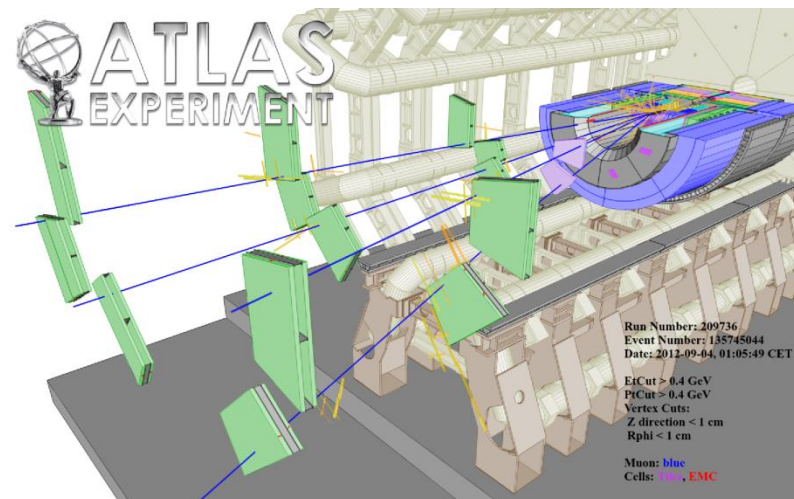 ATLAS
EXPERIMENT
Run Number: 209736
Event Number: 135745044
Date: 2012-09-04, 01:05:49 CET
EtCut > 0.4 GeV
PtCut > 0.4 GeV
Vertex Cuts:
Z direction < 1 cm
Rphi < 1 cm
Muon: blue
Cells: Tiles, EMC